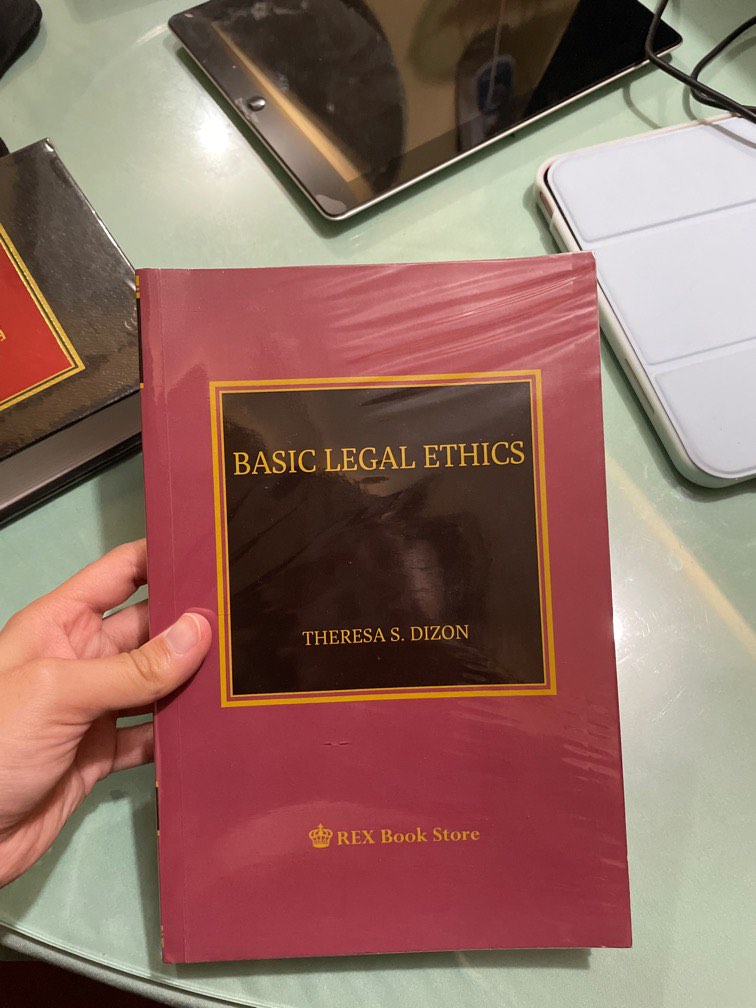 BASIC LEGAL ETHICS
THERESA S. DIZON
REX Book Store